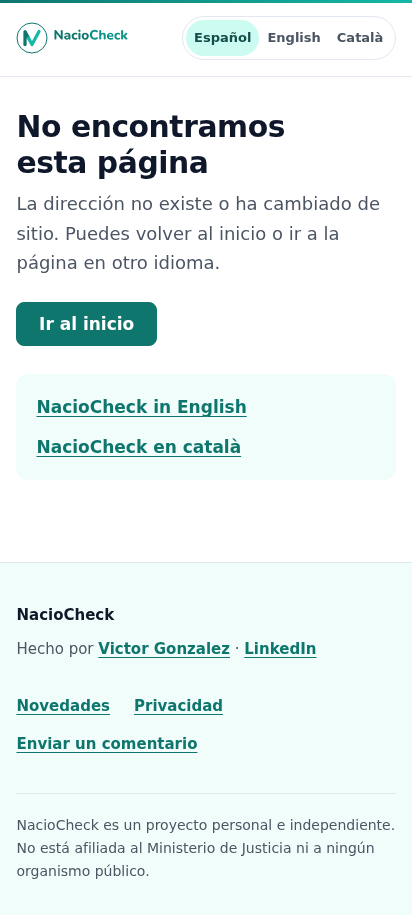 NacioCheck
Español English Català
No encontramos
esta página
La dirección no existe o ha cambiado de
sitio. Puedes volver al inicio o ir a la
página en otro idioma.
Ir al inicio
NacioCheck in English
NacioCheck en català
NacioCheck
Hecho por Victor Gonzalez · LinkedIn
Novedades Privacidad
Enviar un comentario
NacioCheck es un proyecto personal e independiente.
No está afiliada al Ministerio de Justicia ni a ningún
organismo público.